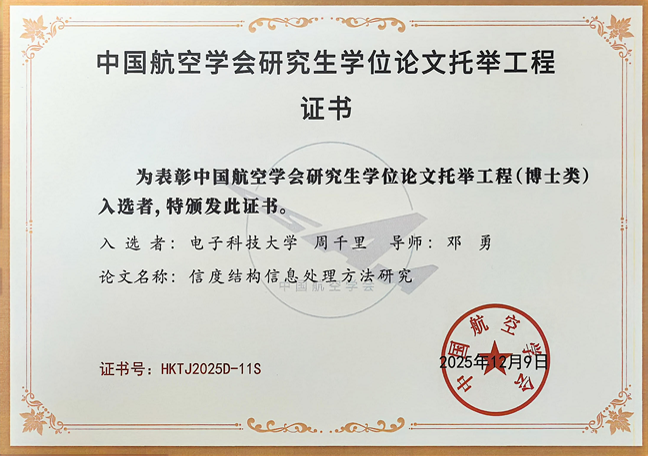 中国航空学会研究生学位论文托举工程
证书
为表彰中国航空学会研究生学位论文托举工程(博士类)
入选者,特颁发此证书。
入选者:电子科技大学 周千里 导师:邓 勇
论文名称:信度结构信息处理方法研究
中国航空学会
证书号:HKTJ2025D-11S
中国航空学会
2025年12月9日